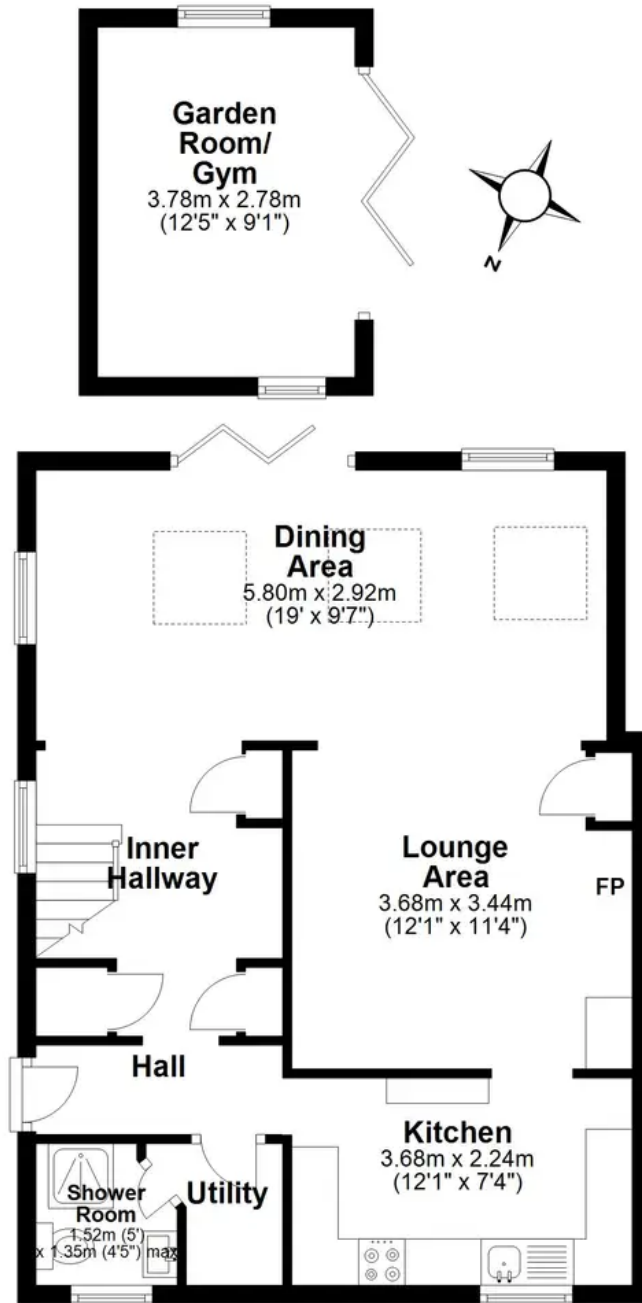 Garden
Room/
Gym
3.78m x 2.78m
(12'5" x 9'1")
N
Dining
Area
5.80m x 2.92m
(19' x 9'7")
Inner
Hallway
Lounge
Area
3.68m x 3.44m
(12'1" x 11'4")
FP
Hall
Kitchen
3.68m x 2.24m
(12'1" x 7'4")
Shower
Room
1.52m (5')
x 1.35m (4'5") max
Utility